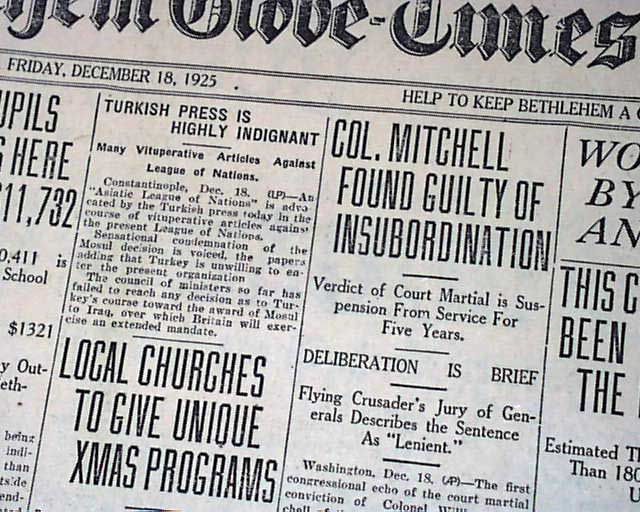 Globe-Times
FRIDAY, DECEMBER 18, 1925
HELP TO KEEP BETHLEHEM A
HERE
11,732
0,411 is
School
$1321
Out-
eth-
being
indi-
than
end-
TURKISH PRESS IS
HIGHLY INDIGNANT
Many Vituperative Articles Against
League of Nations.
Constantinople, Dec. 18. (AP)—An
"Asiatic League of Nations" is advo-
cated by the Turkish press today in the
course of vituperative articles against
the present League of Nations.
Sensational condemnation of the
Mosul decision is voiced, the papers
adding that Turkey is unwilling to en-
ter the present organization
The council of ministers so far has
failed to reach any decision as to Tur-
key's course toward the award of Mosul
to Iraq, over which Britain will exer-
cise an extended mandate.
LOCAL CHURCHES
TO GIVE UNIQUE
XMAS PROGRAMS
COL. MITCHELL
FOUND GUILTY OF
INSUBORDINATION
Verdict of Court Martial is Sus-
pension From Service For
Five Years.
DELIBERATION IS BRIEF
Flying Crusader's Jury of Gen-
erals Describes the Sentence
As "Lenient."
Washington, Dec. 18. (AP)—The first
congressional echo of the court martial
conviction of Colonel
WO
BY
AN
THIS C
BEEN
THE
Estimated
Than 180